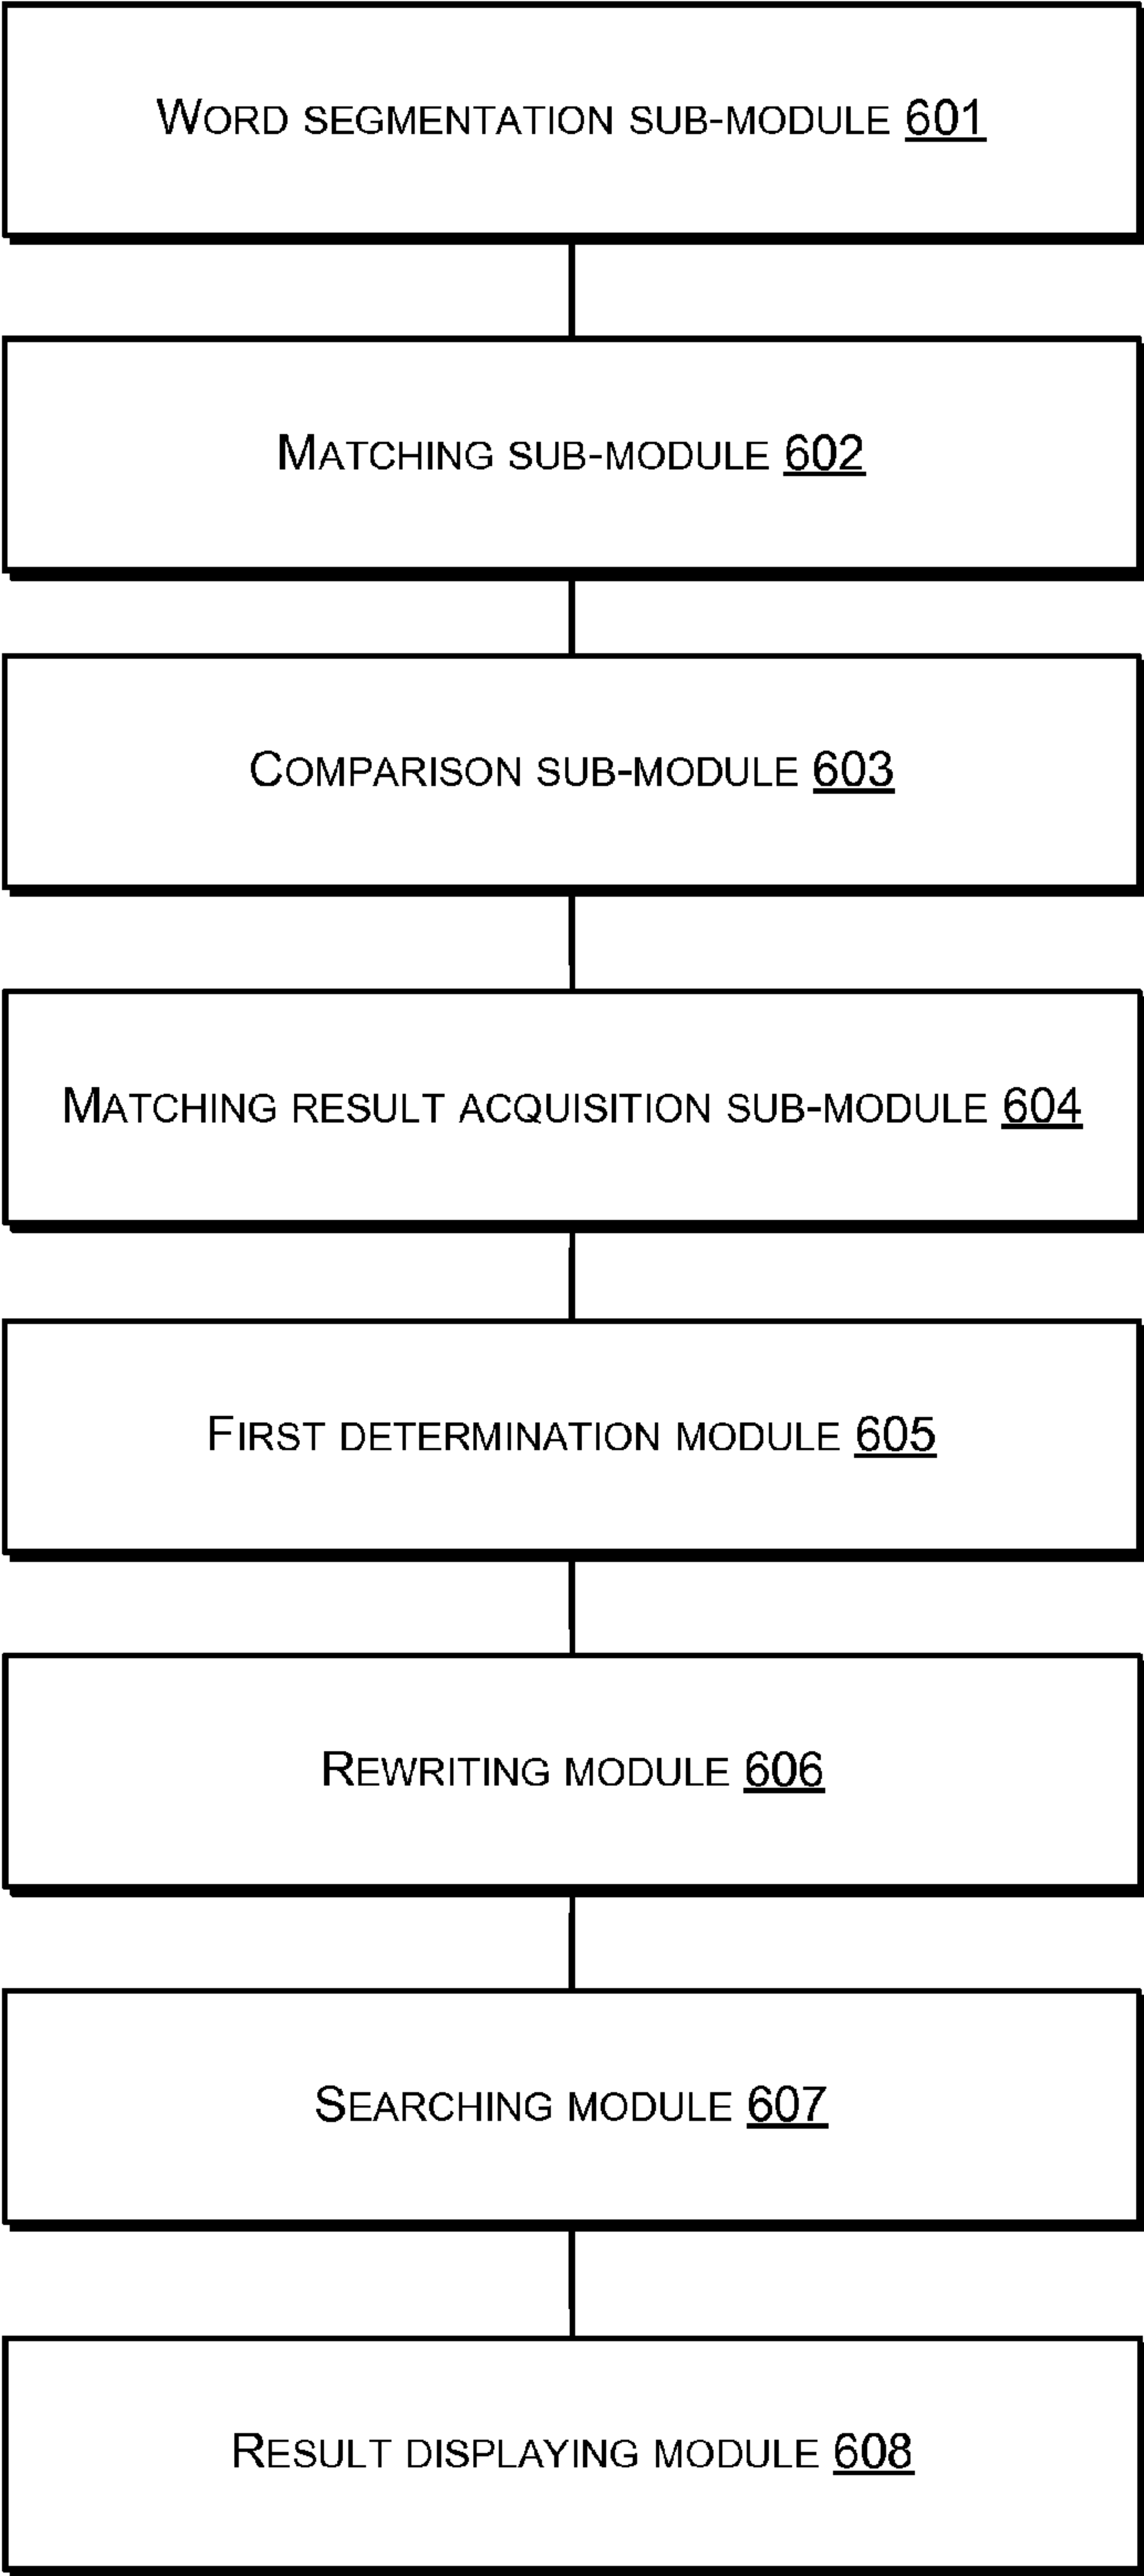 Word segmentation sub-module 601
Matching sub-module 602
Comparison sub-module 603
Matching result acquisition sub-module 604
First determination module 605
Rewriting module 606
Searching module 607
Result displaying module 608